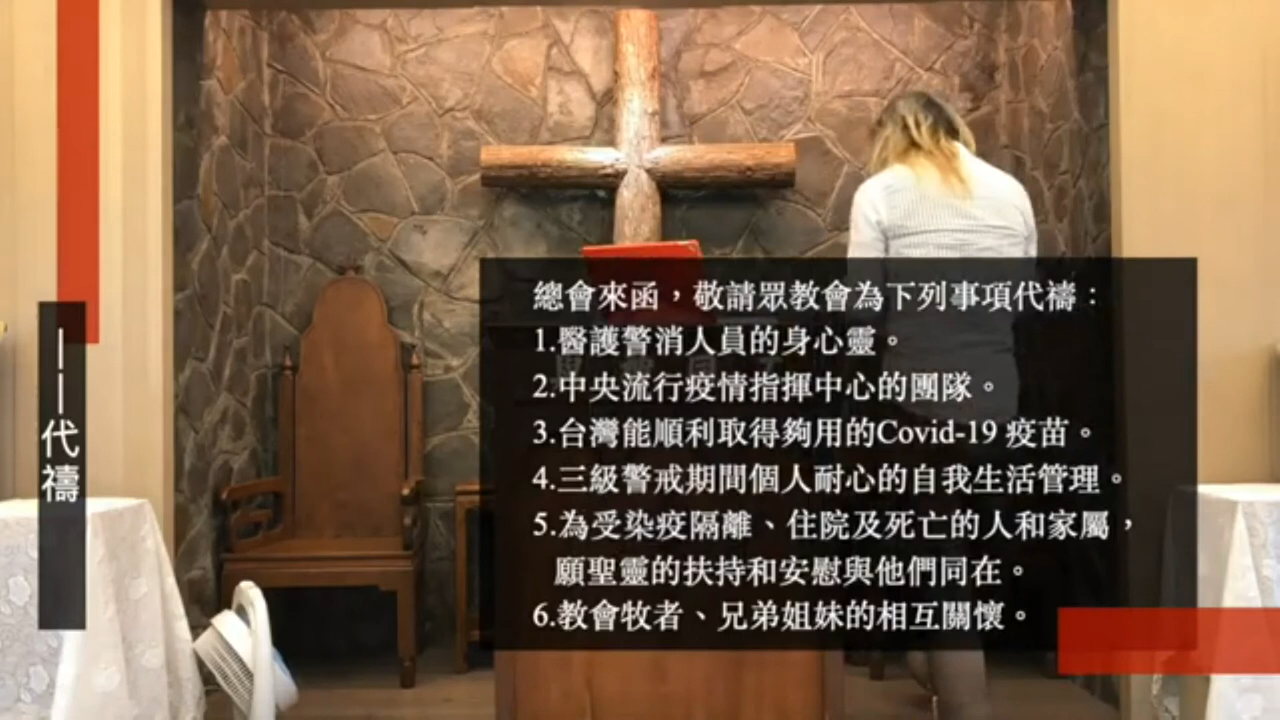 ——代禱
總會來函，敬請眾教會為下列事項代禱：
1.醫護警消人員的身心靈。
2.中央流行疫情指揮中心的團隊。
3.台灣能順利取得夠用的Covid-19 疫苗。
4.三級警戒期間個人耐心的自我生活管理。
5.為受染疫隔離、住院及死亡的人和家屬，
願聖靈的扶持和安慰與他們同在。
6.教會牧者、兄弟姐妹的相互關懷。